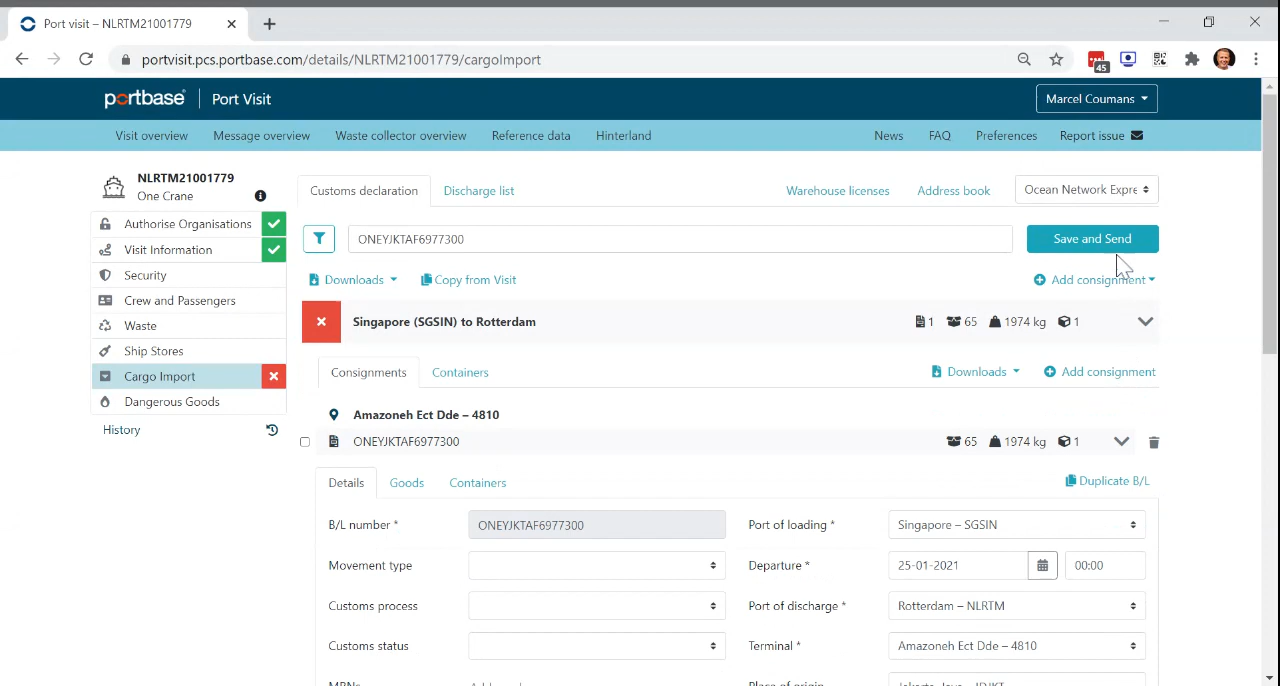 Port visit – NLRTM21001779
portvisit.pcs.portbase.com/details/NLRTM21001779/cargoImport
45
portbase Port Visit
Marcel Coumans
Visit overview Message overview Waste collector overview Reference data Hinterland News FAQ Preferences Report issue
NLRTM21001779
One Crane
Authorise Organisations
Visit Information
Security
Crew and Passengers
Waste
Ship Stores
Cargo Import
Dangerous Goods
History
Customs declaration Discharge list Warehouse licenses Address book Ocean Network Expre
ONEYJKTAF6977300 Save and Send
Downloads Copy from Visit Add consignment
Singapore (SGSIN) to Rotterdam 1 65 1974 kg 1
Consignments Containers Downloads Add consignment
Amazoneh Ect Dde – 4810
ONEYJKTAF6977300 65 1974 kg 1
Details Goods Containers Duplicate B/L
B/L number * ONEYJKTAF6977300 Port of loading * Singapore – SGSIN
Movement type Departure * 25-01-2021 00:00
Customs process Port of discharge * Rotterdam – NLRTM
Customs status Terminal * Amazoneh Ect Dde – 4810
MRNs Place of origin Jakarta, Java – IDJKT